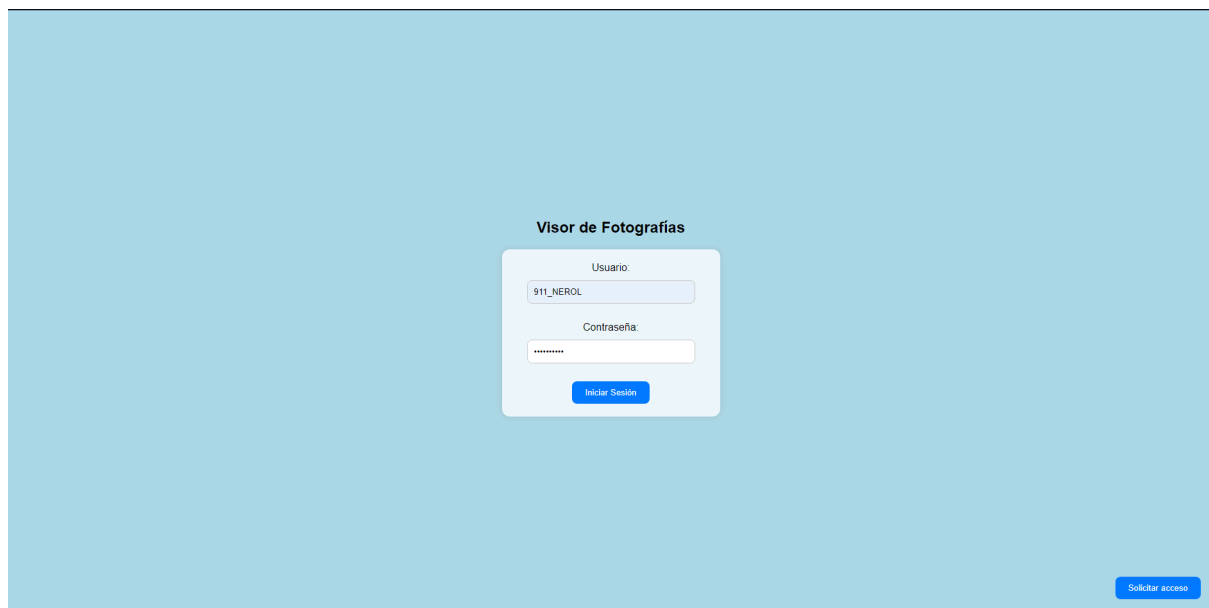 Visor de Fotografías
Usuario:
911_NEROL
Contraseña:
••••••••••
Iniciar Sesión
Solicitar acceso